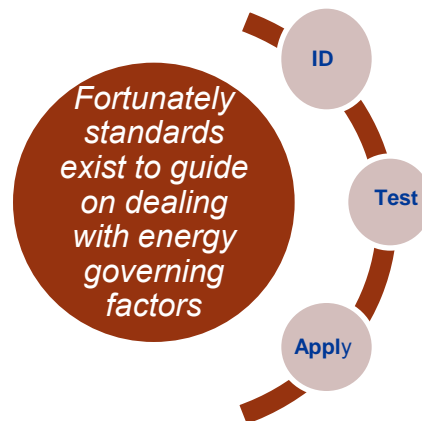 ID
Fortunately
standards
exist to guide
on dealing
with energy
governing
factors
Test
Apply